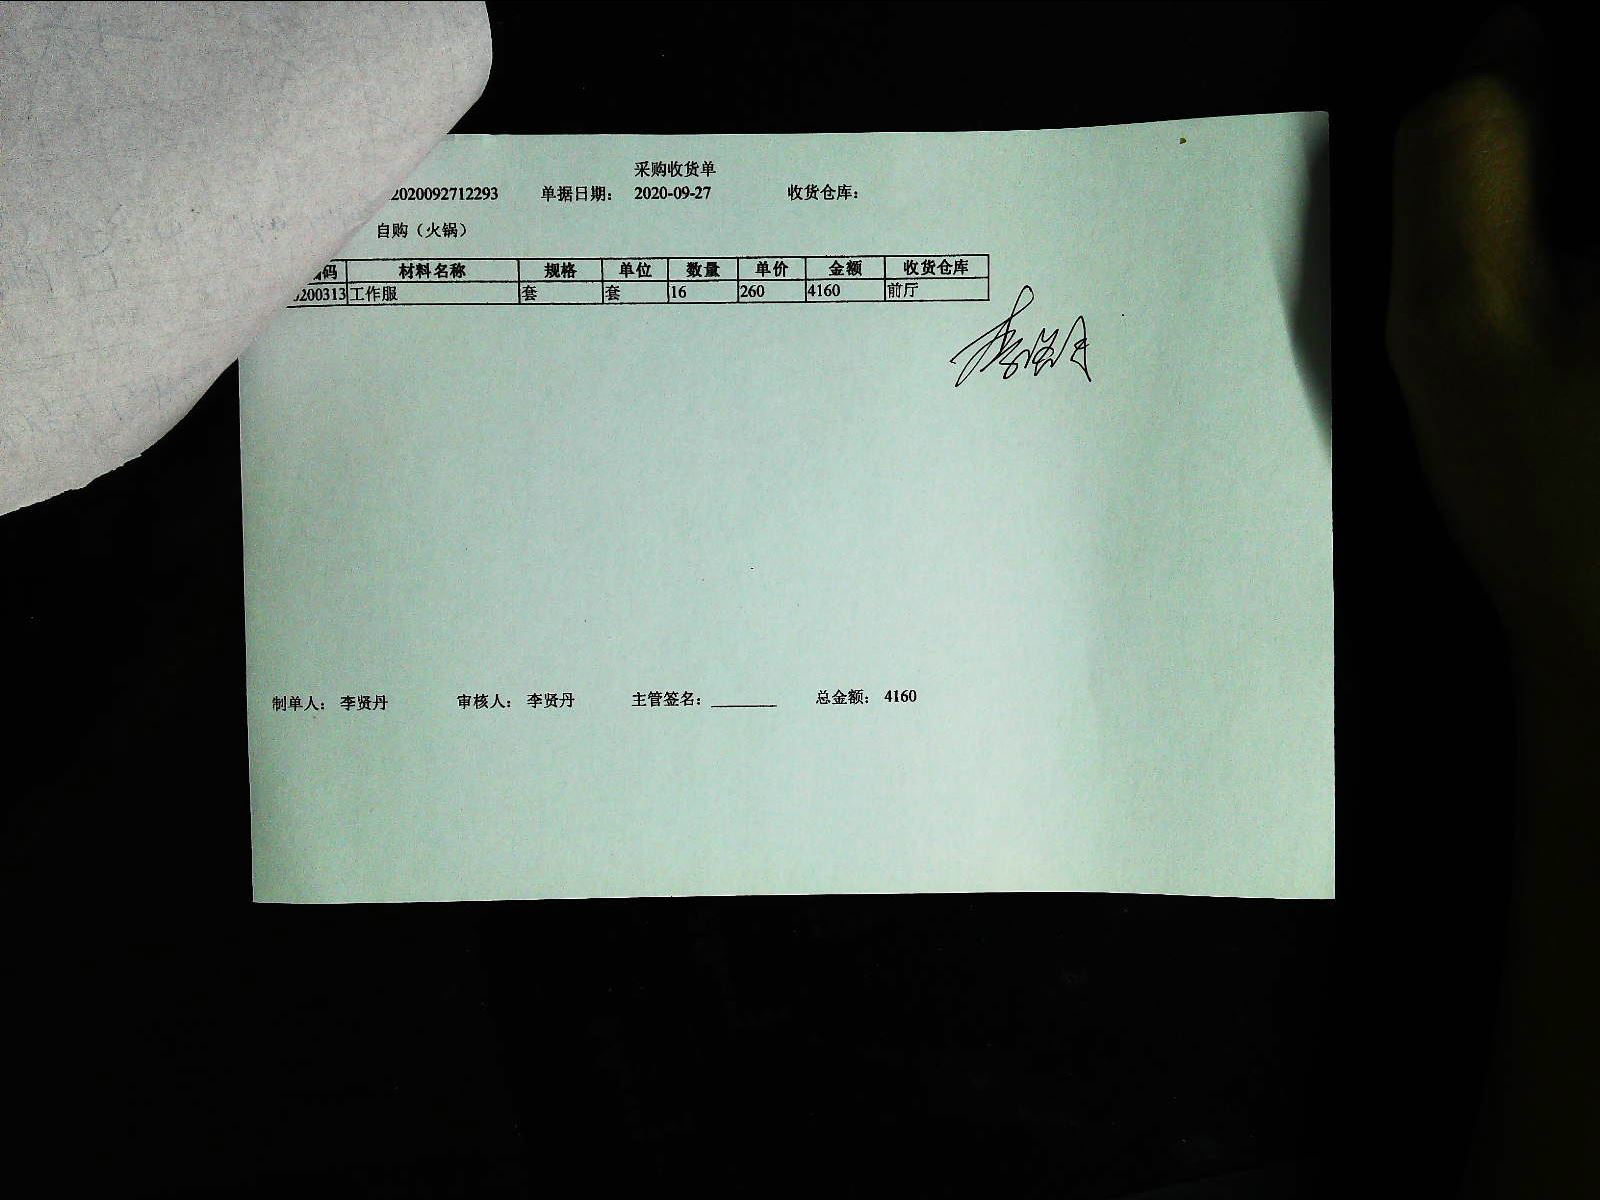 采购收货单
2020092712293 单据日期: 2020-09-27 收货仓库:
自购（火锅）
码 材料名称 规格 单位 数量 单价 金额 收货仓库
200313 工作服 套 套 16 260 4160 前厅
李贤丹
制单人: 李贤丹 审核人: 李贤丹 主管签名: 总金额: 4160